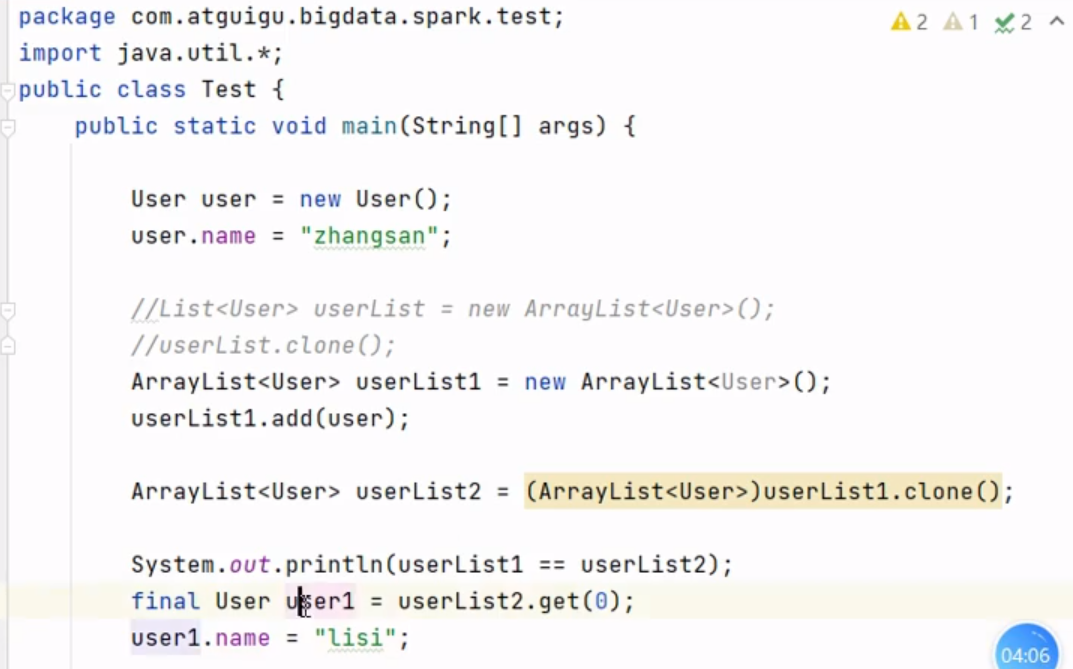 package com.atguigu.bigdata.spark.test;
2 1 2
import java.util.*;
public class Test {
public static void main(String[] args) {
User user = new User();
user.name = "zhangsan";
//List<User> userList = new ArrayList<User>();
//userList.clone();
ArrayList<User> userList1 = new ArrayList<User>();
userList1.add(user);
ArrayList<User> userList2 = (ArrayList<User>)userList1.clone();
System.out.println(userList1 == userList2);
final User user1 = userList2.get(0);
user1.name = "lisi";
04:06